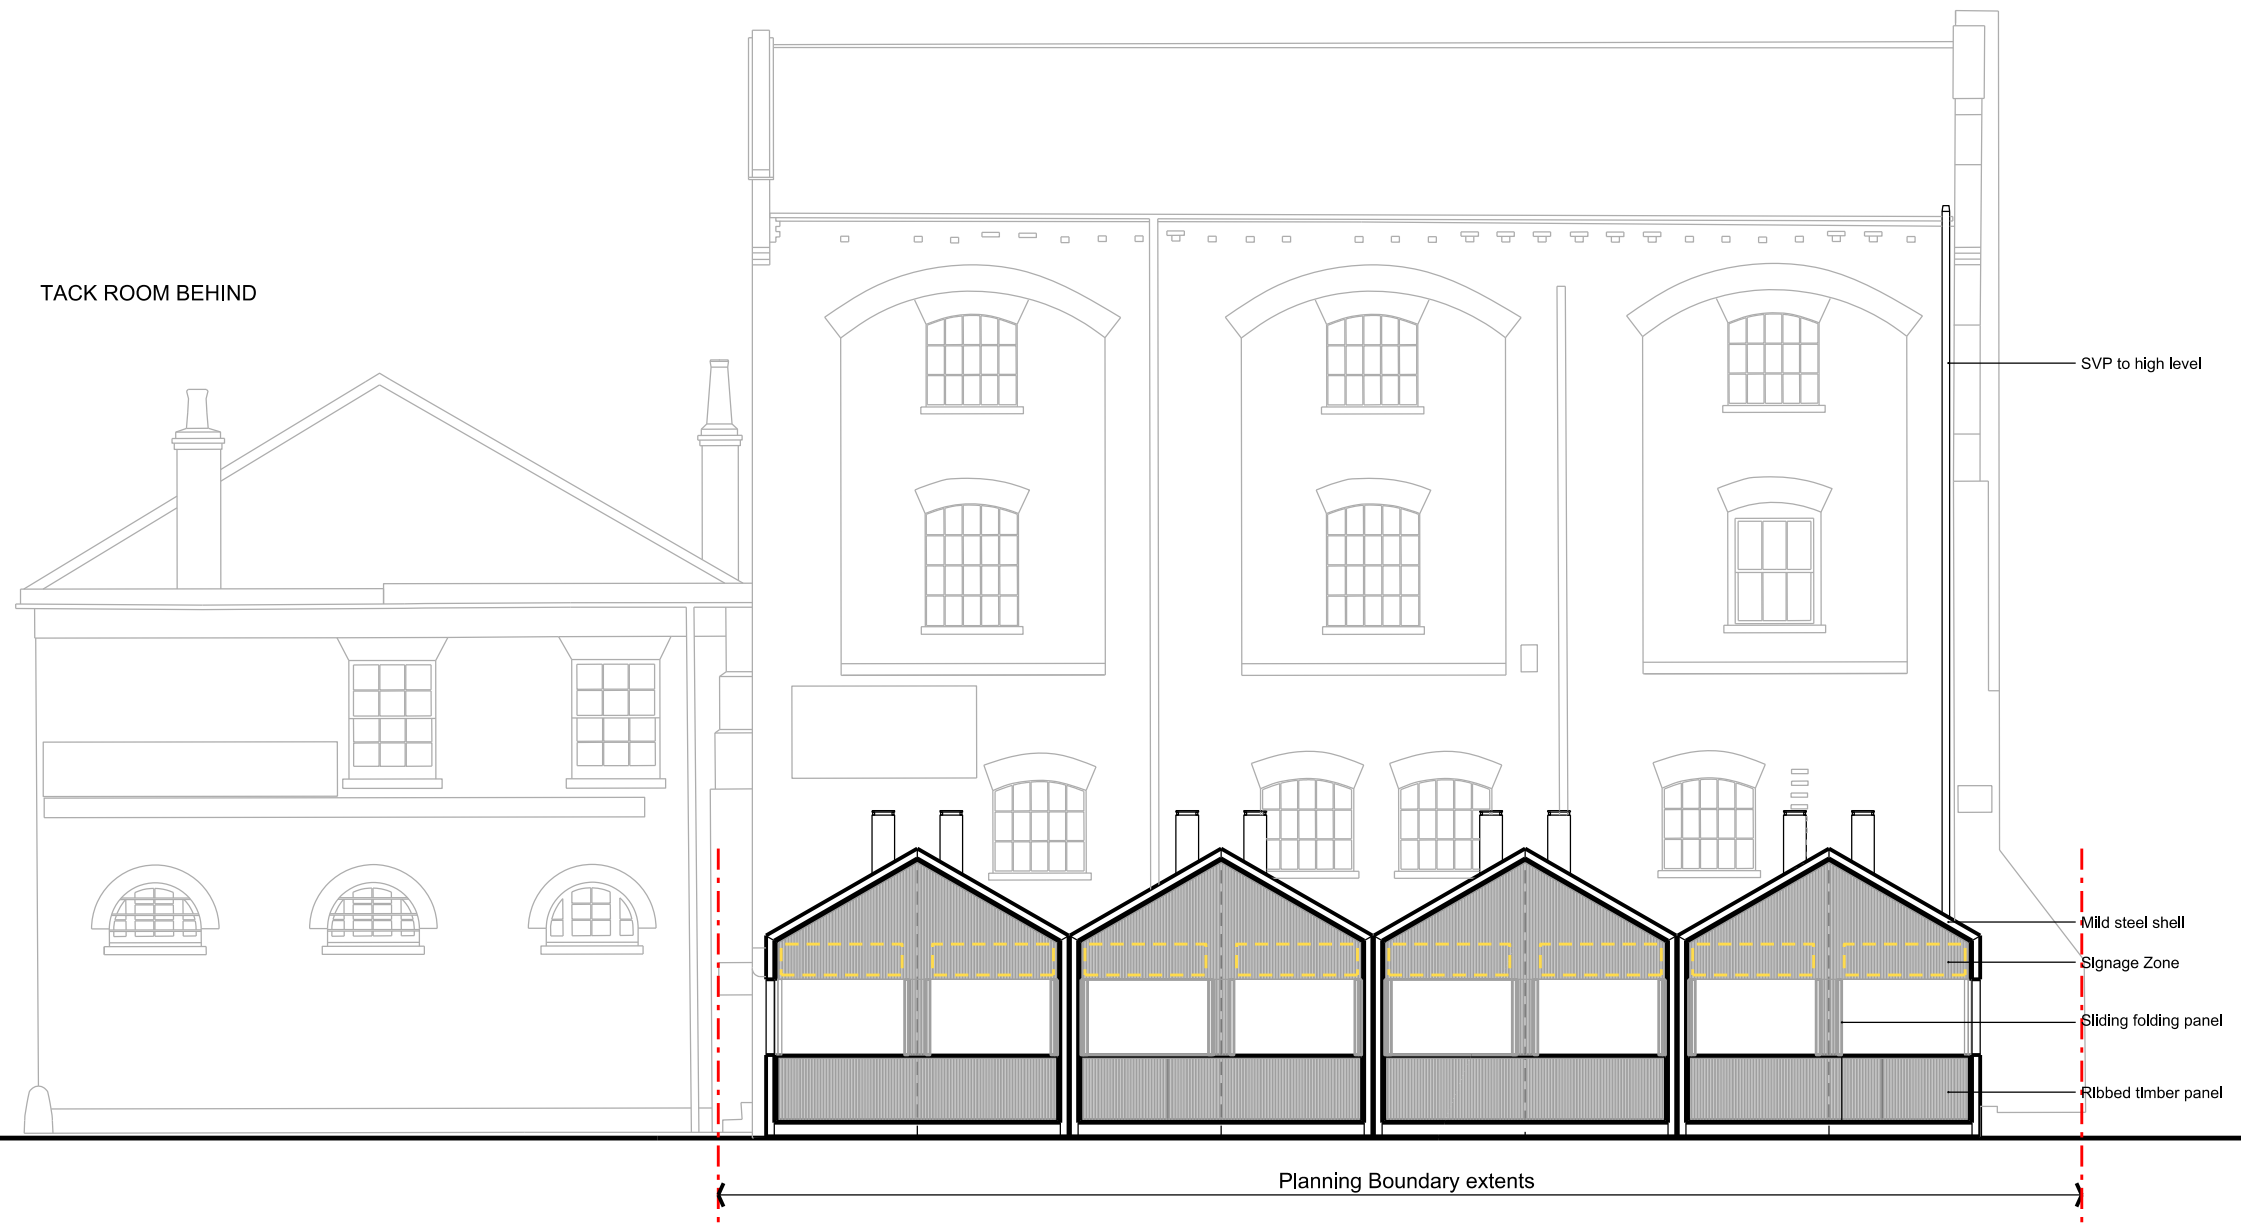 TACK ROOM BEHIND
SVP to high level
Mild steel shell
Signage Zone
Sliding folding panel
Ribbed timber panel
Planning Boundary extents